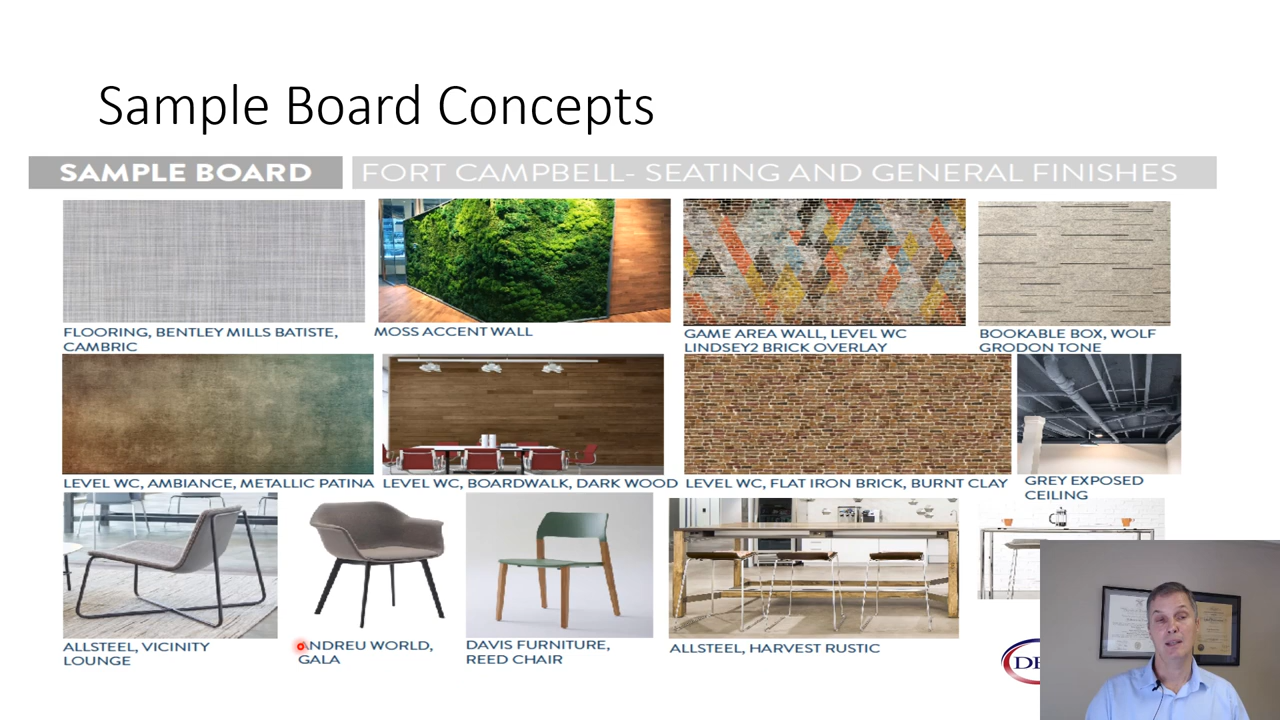 Sample Board Concepts
SAMPLE BOARD
FORT CAMPBELL- SEATING AND GENERAL FINISHES
FLOORING, BENTLEY MILLS BATISTE,
CAMBRIC
MOSS ACCENT WALL
GAME AREA WALL, LEVEL WC
LINDSEY2 BRICK OVERLAY
BOOKABLE BOX, WOLF
GRODON TONE
LEVEL WC, AMBIANCE, METALLIC PATINA
LEVEL WC, BOARDWALK, DARK WOOD
LEVEL WC, FLAT IRON BRICK, BURNT CLAY
GREY EXPOSED
CEILING
ALLSTEEL, VICINITY
LOUNGE
ANDREU WORLD,
GALA
DAVIS FURNITURE,
REED CHAIR
ALLSTEEL, HARVEST RUSTIC